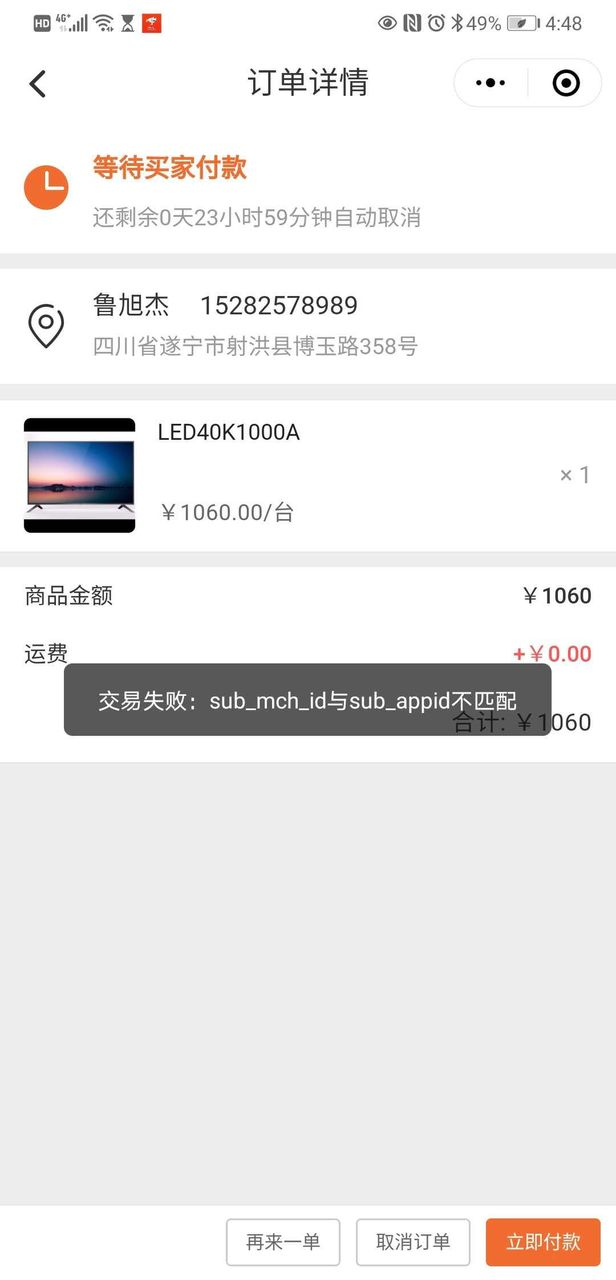 HD 4G+ 49% 4:48
订单详情
等待买家付款
还剩余0天23小时59分钟自动取消
鲁旭杰 15282578989
四川省遂宁市射洪县博玉路358号
LED40K1000A
× 1
￥1060.00/台
商品金额 ￥1060
运费 +￥0.00
交易失败：sub_mch_id与sub_appid不匹配
合计: ￥1060
再来一单 取消订单 立即付款